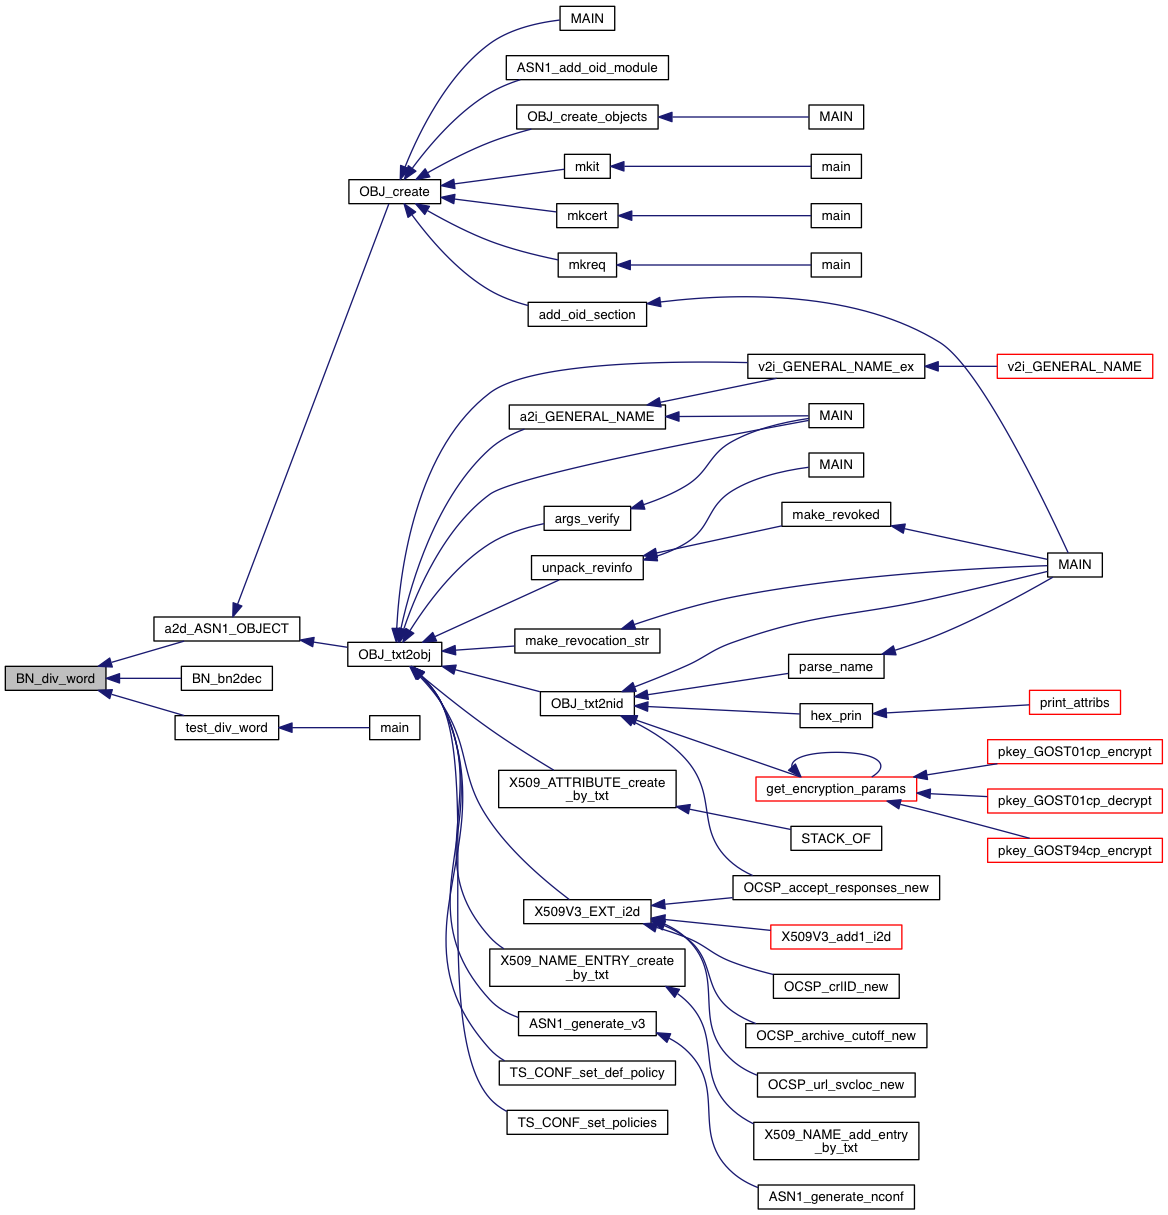 MAIN
ASN1_add_oid_module
OBJ_create_objects
MAIN
mkit
main
OBJ_create
mkcert
main
mkreq
main
add_oid_section
v2i_GENERAL_NAME_ex
v2i_GENERAL_NAME
a2i_GENERAL_NAME
MAIN
MAIN
args_verify
make_revoked
unpack_revinfo
MAIN
a2d_ASN1_OBJECT
make_revocation_str
OBJ_txt2obj
parse_name
BN_div_word
BN_bn2dec
OBJ_txt2nid
print_attribs
hex_prin
test_div_word
main
pkey_GOST01cp_encrypt
X509_ATTRIBUTE_create
_by_txt
get_encryption_params
pkey_GOST01cp_decrypt
STACK_OF
pkey_GOST94cp_encrypt
OCSP_accept_responses_new
X509V3_EXT_i2d
X509V3_add1_i2d
X509_NAME_ENTRY_create
_by_txt
OCSP_crlID_new
ASN1_generate_v3
OCSP_archive_cutoff_new
TS_CONF_set_def_policy
OCSP_url_svcloc_new
TS_CONF_set_policies
X509_NAME_add_entry
_by_txt
ASN1_generate_nconf